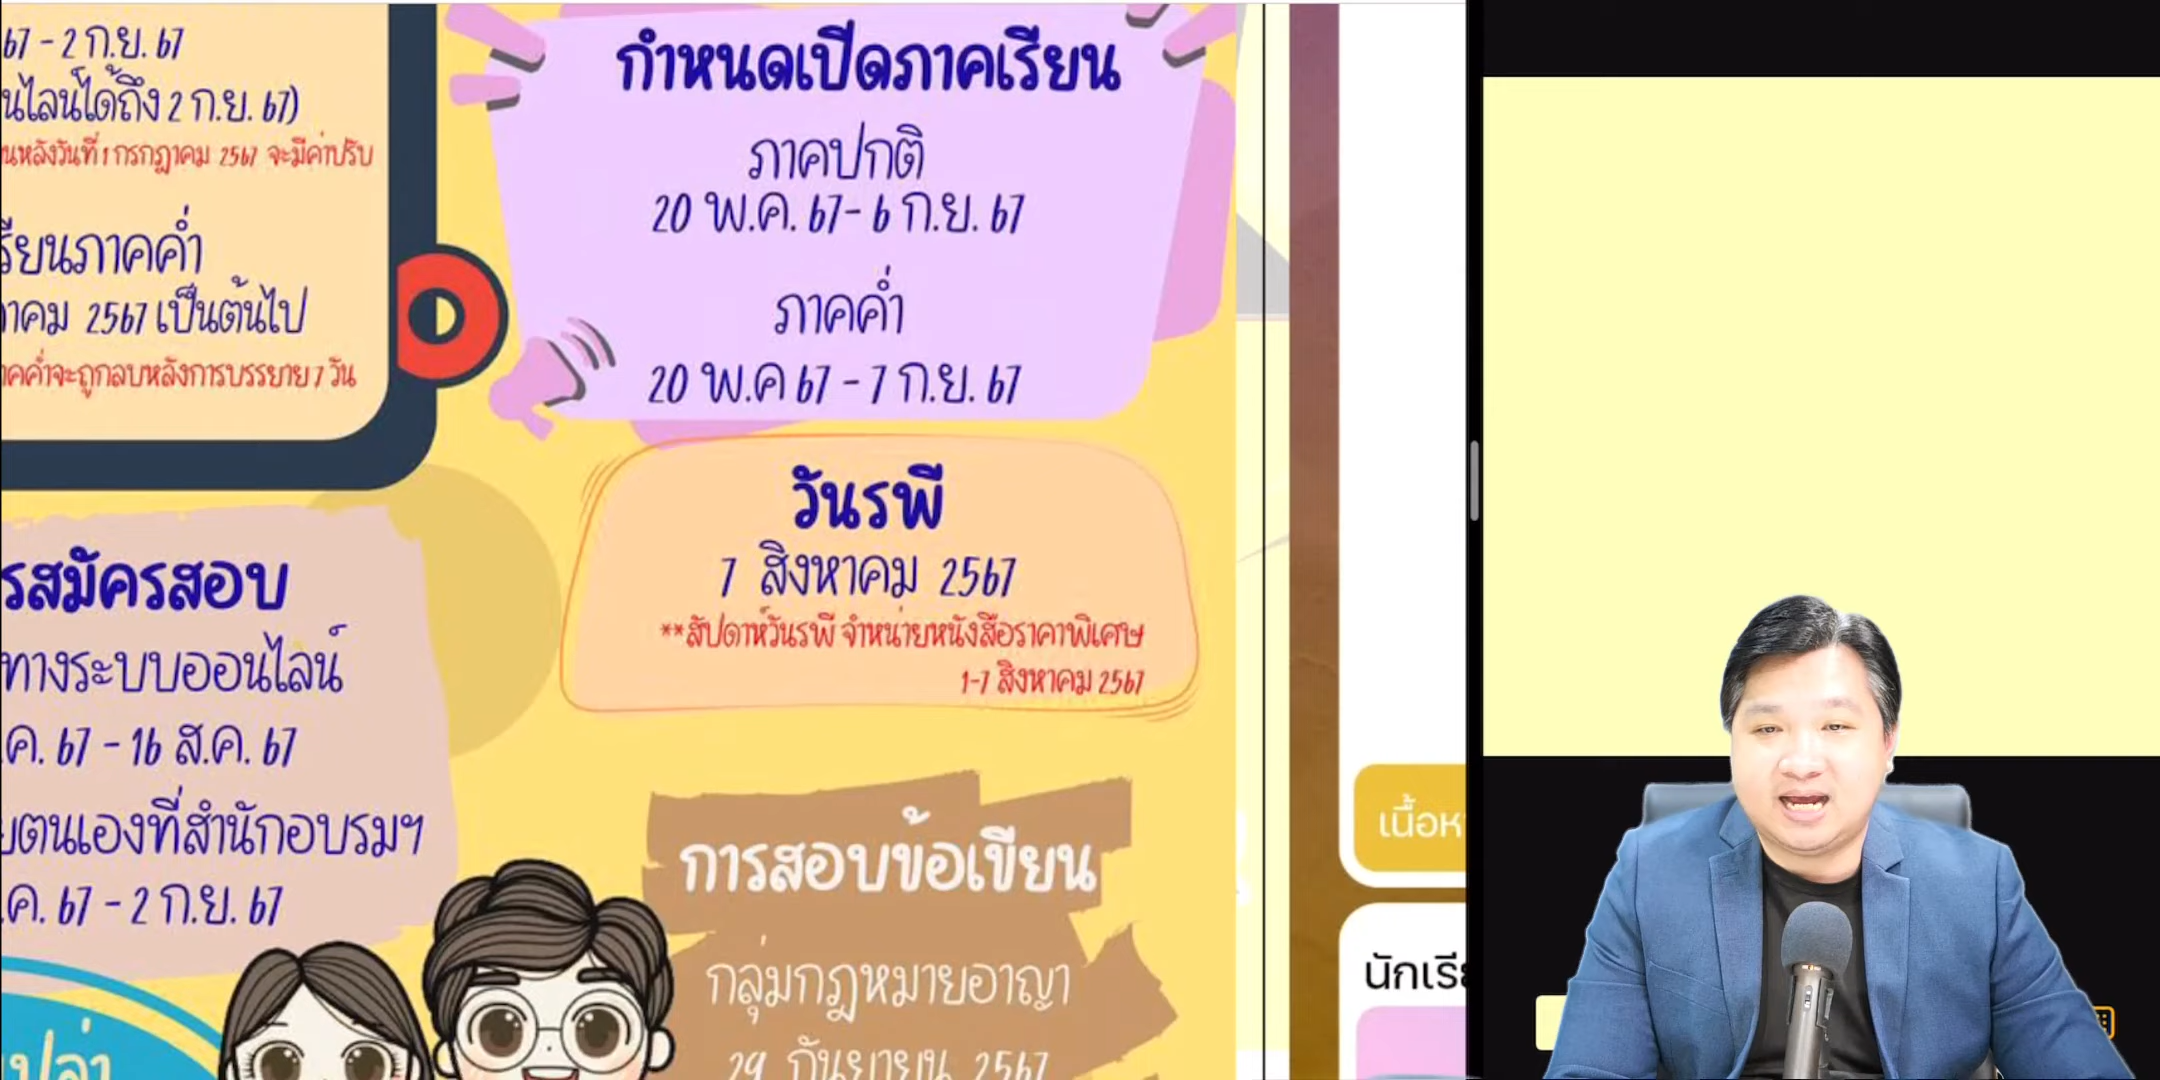 67 - 2 ก.ย. 67
นไลน์ได้ถึง 2 ก.ย. 67)
นหลังวันที่ 1 กรกฎาคม 2567 จะมีค่าปรับ
รียนภาคค่ำ
าคม 2567 เป็นต้นไป
าคค่ำจะถูกลบหลังการบรรยาย 7 วัน
รสมัครสอบ
ทางระบบออนไลน์
.ค. 67 - 16 ส.ค. 67
ยตนเองที่สำนักอบรมฯ
.ค. 67 - 2 ก.ย. 67
กำหนดเปิดภาคเรียน
ภาคปกติ
20 พ.ค. 67- 6 ก.ย. 67
ภาคค่ำ
20 พ.ค 67 - 7 ก.ย. 67
วันรพี
7 สิงหาคม 2567
**สัปดาห์วันรพี จำหน่ายหนังสือราคาพิเศษ
1-7 สิงหาคม 2567
การสอบข้อเขียน
กลุ่มกฎหมายอาญา
29 กันยายน 2567
เนื้อห
นักเรีย